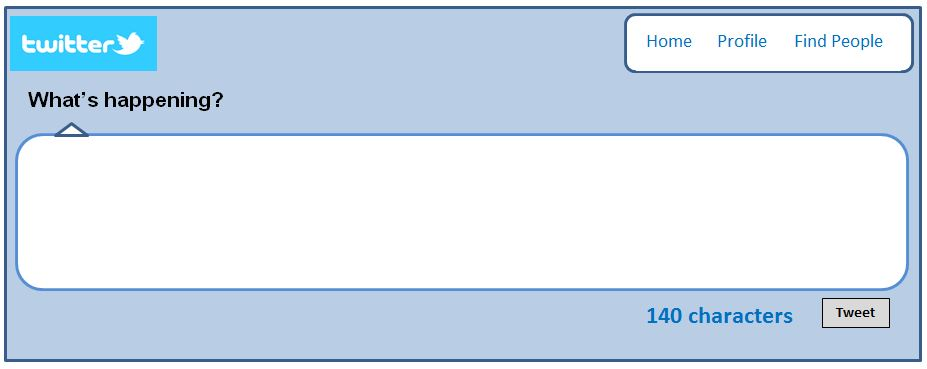 twitter
Home Profile Find People
What's happening?
140 characters
Tweet